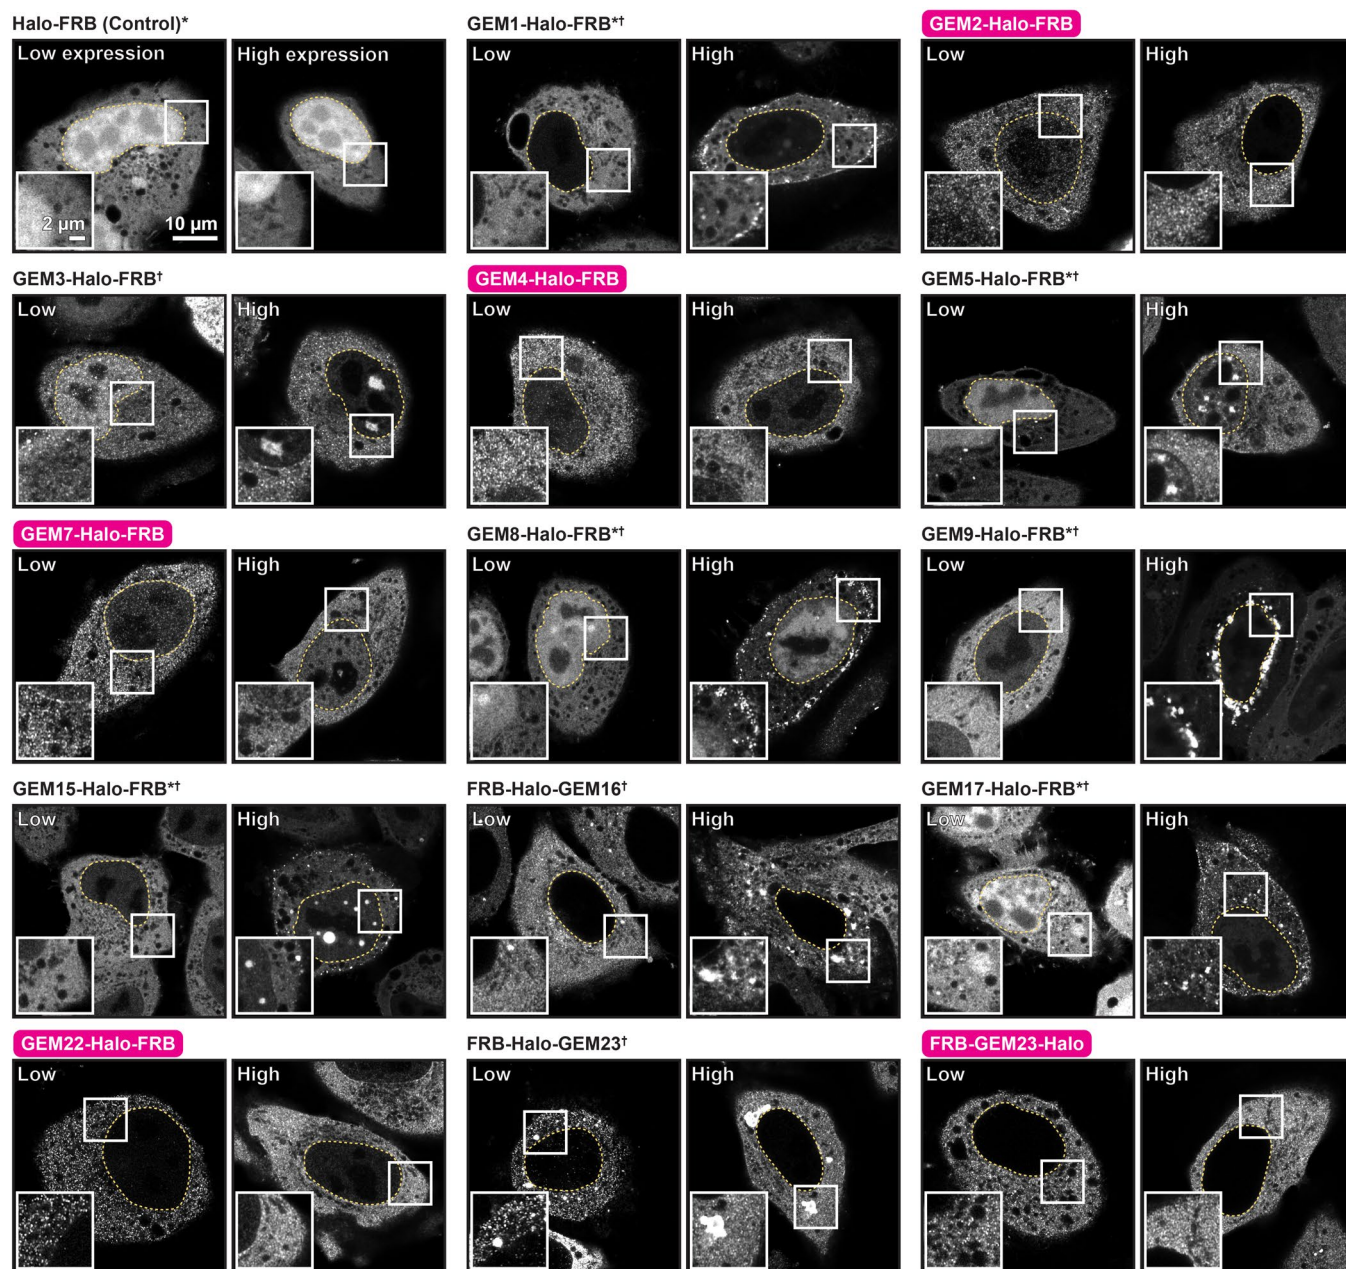 Halo-FRB (Control)*
GEM1-Halo-FRB*†
GEM2-Halo-FRB
Low expression
High expression
Low
High
Low
High
2 µm
10 µm
GEM3-Halo-FRB†
GEM4-Halo-FRB
GEM5-Halo-FRB*†
Low
High
Low
High
Low
High
GEM7-Halo-FRB
GEM8-Halo-FRB*†
GEM9-Halo-FRB*†
Low
High
Low
High
Low
High
GEM15-Halo-FRB*†
FRB-Halo-GEM16†
GEM17-Halo-FRB*†
Low
High
Low
High
Low
High
GEM22-Halo-FRB
FRB-Halo-GEM23†
FRB-GEM23-Halo
Low
High
Low
High
Low
High